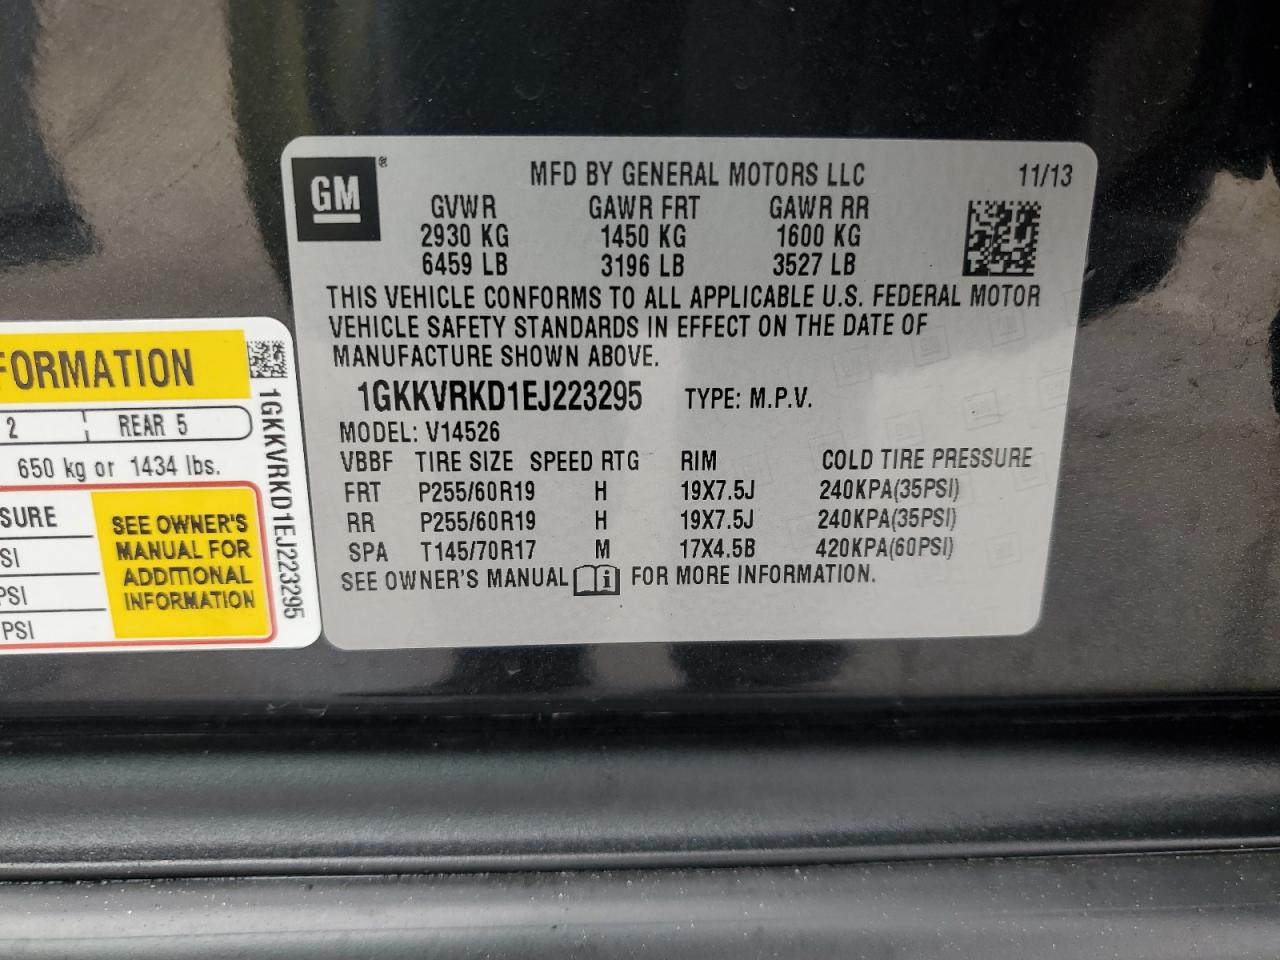 GM ®
MFD BY GENERAL MOTORS LLC 11/13
GVWR GAWR FRT GAWR RR
2930 KG 1450 KG 1600 KG
6459 LB 3196 LB 3527 LB
THIS VEHICLE CONFORMS TO ALL APPLICABLE U.S. FEDERAL MOTOR
VEHICLE SAFETY STANDARDS IN EFFECT ON THE DATE OF
MANUFACTURE SHOWN ABOVE.
1GKKVRKD1EJ223295 TYPE: M.P.V.
MODEL: V14526
VBBF TIRE SIZE SPEED RTG RIM COLD TIRE PRESSURE
FRT P255/60R19 H 19X7.5J 240KPA(35PSI)
RR P255/60R19 H 19X7.5J 240KPA(35PSI)
SPA T145/70R17 M 17X4.5B 420KPA(60PSI)
SEE OWNER'S MANUAL i FOR MORE INFORMATION.
FORMATION
2 REAR 5
650 kg or 1434 lbs.
SURE
SI
PSI
PSI
SEE OWNER'S
MANUAL FOR
ADDITIONAL
INFORMATION
1GKKVRKD1EJ223295